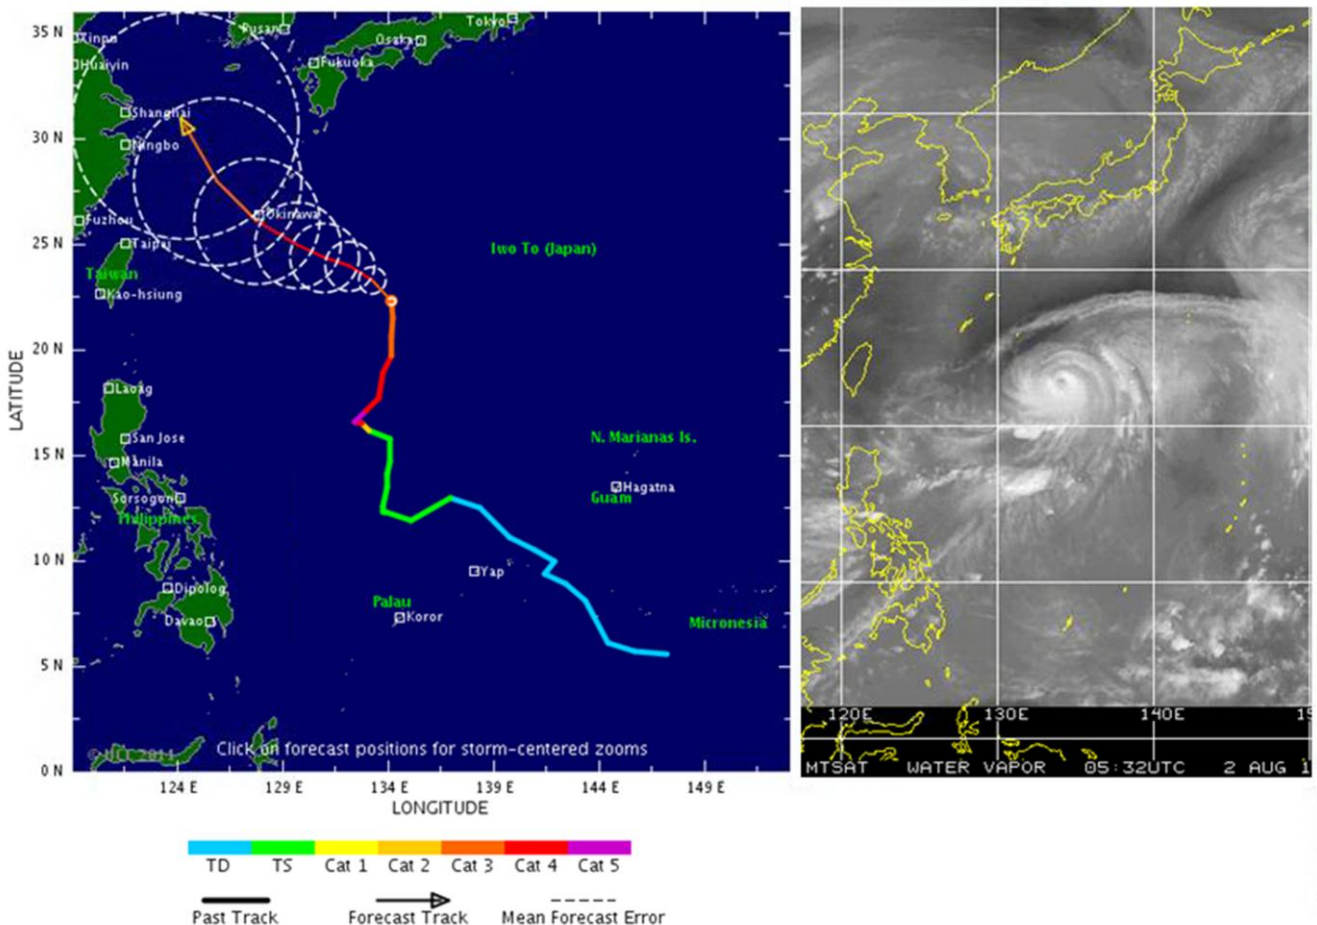 35 N
30 N
25 N
20 N
15 N
10 N
5 N
0 N
LATITUDE
Pusan
Tokyo
Osaka
Fukuoka
Huaiyin
Shanghai
Ningbo
Okinawa
Fuzhou
Taipai
Taiwan
Kao-hsiung
Iwo To (Japan)
Laoag
San Jose
Manila
N. Marianas Is.
Hagatna
Guam
Sorsogon
Philippines
Yap
Dipolog
Palau
Koror
Davao
Micronesia
Click on forecast positions for storm-centered zooms
124 E 129 E 134 E 139 E 144 E 149 E
LONGITUDE
TD TS Cat 1 Cat 2 Cat 3 Cat 4 Cat 5
Past Track Forecast Track Mean Forecast Error
120E 130E 140E 15
MTSAT WATER VAPOR 05:32UTC 2 AUG 1